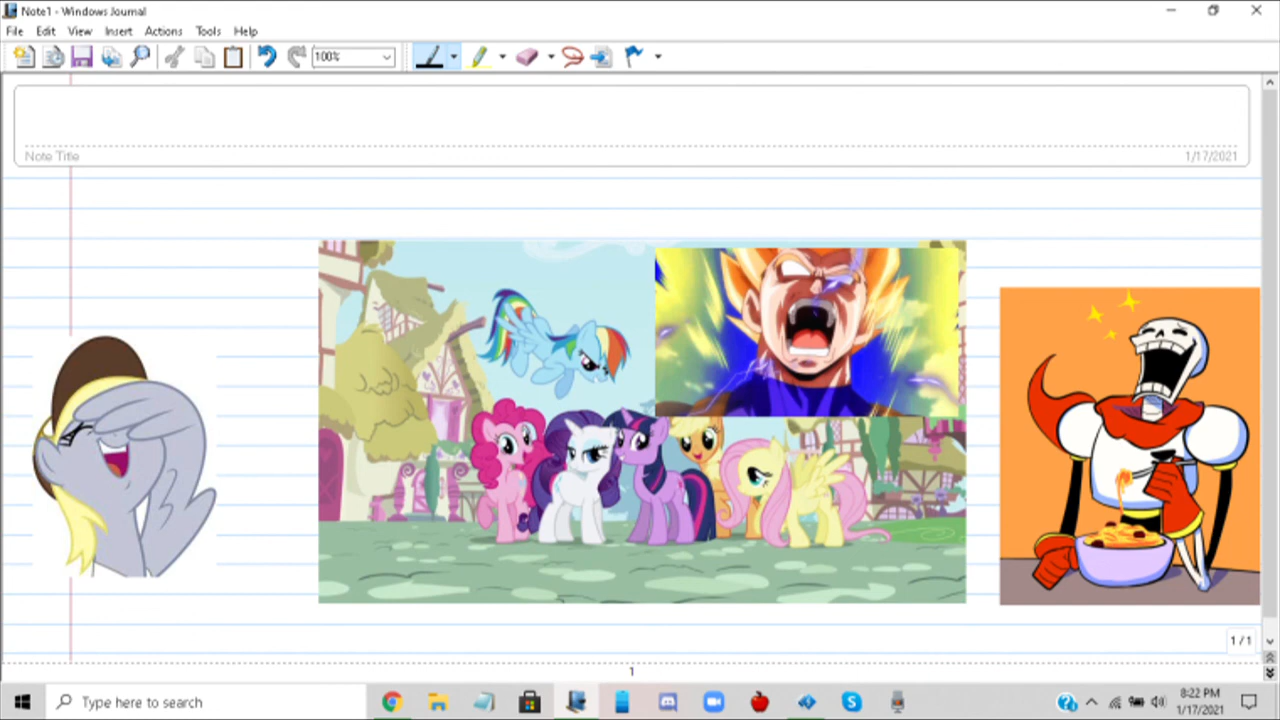 Note1 - Windows Journal
File Edit View Insert Actions Tools Help
100%
Note Title
1/17/2021
1 / 1
1
Type here to search
8:22 PM
1/17/2021